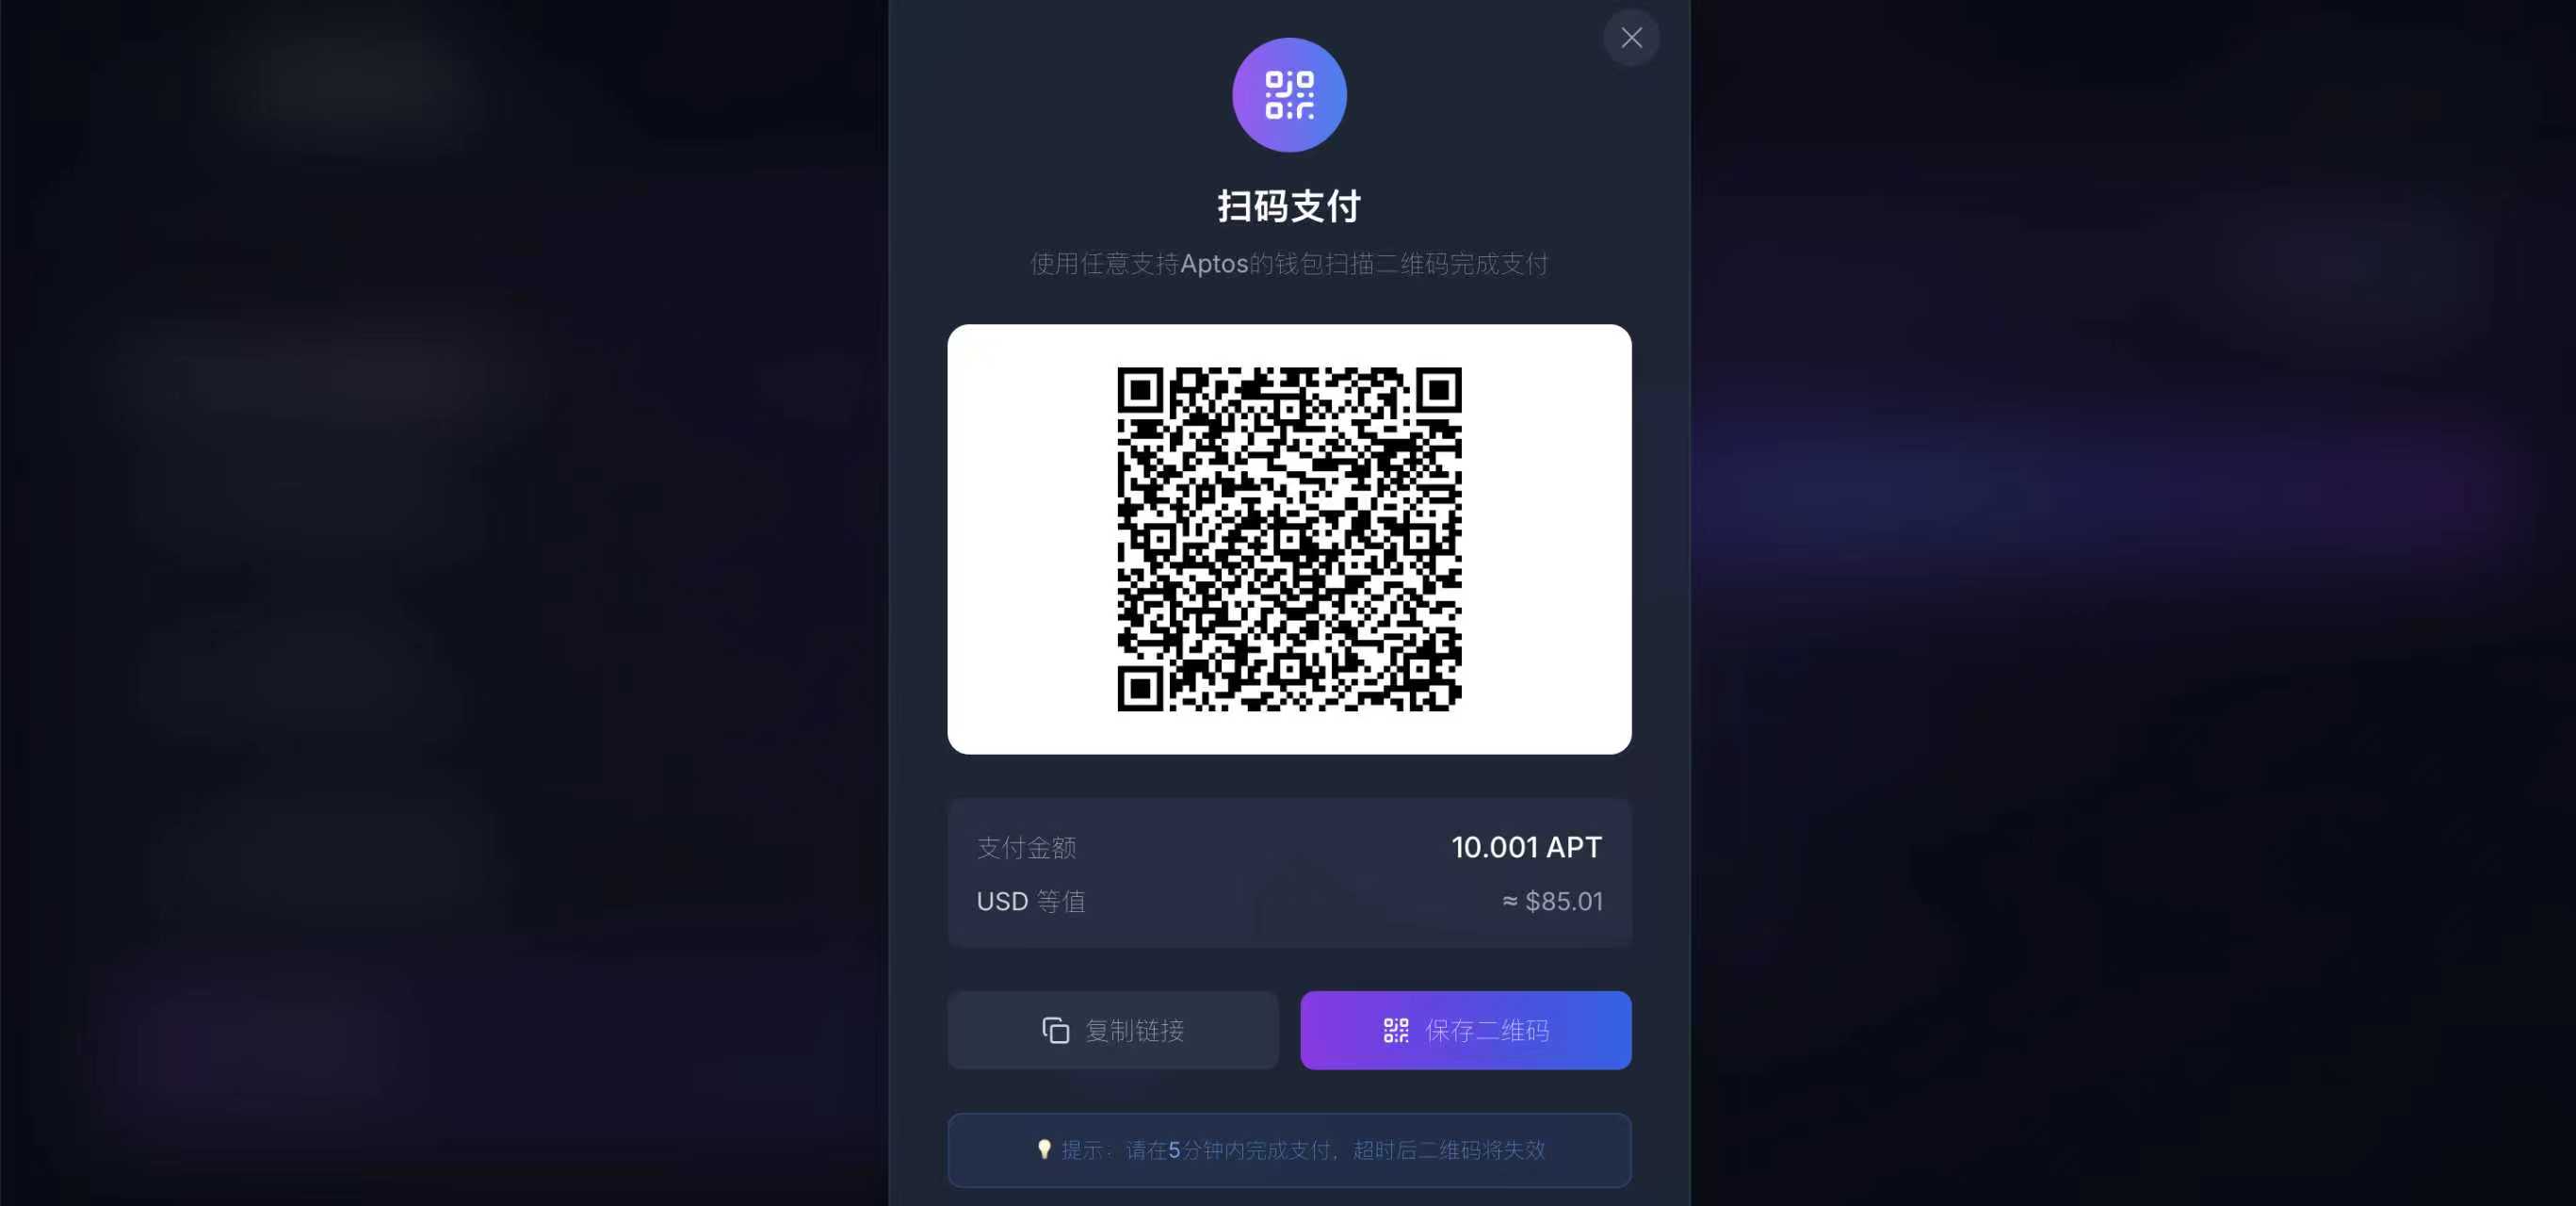 扫码支付
使用任意支持Aptos的钱包扫描二维码完成支付
支付金额 10.001 APT
USD 等值 ≈ $85.01
复制链接 保存二维码
提示：请在5分钟内完成支付，超时后二维码将失效